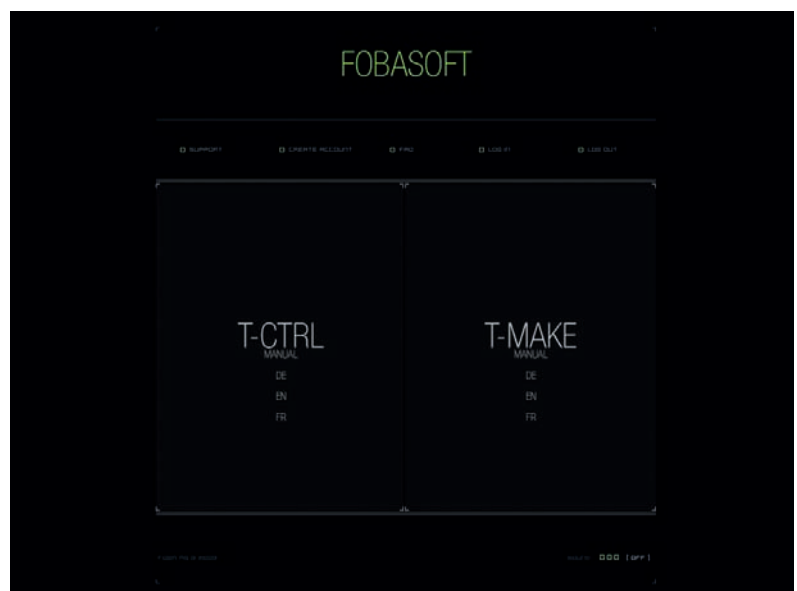 FOBASOFT
SUPPORT CREATE ACCOUNT FAQ LOG IN LOG OUT
T-CTRL
MANUAL
DE
EN
FR
T-MAKE
MANUAL
DE
EN
FR
[OFF]